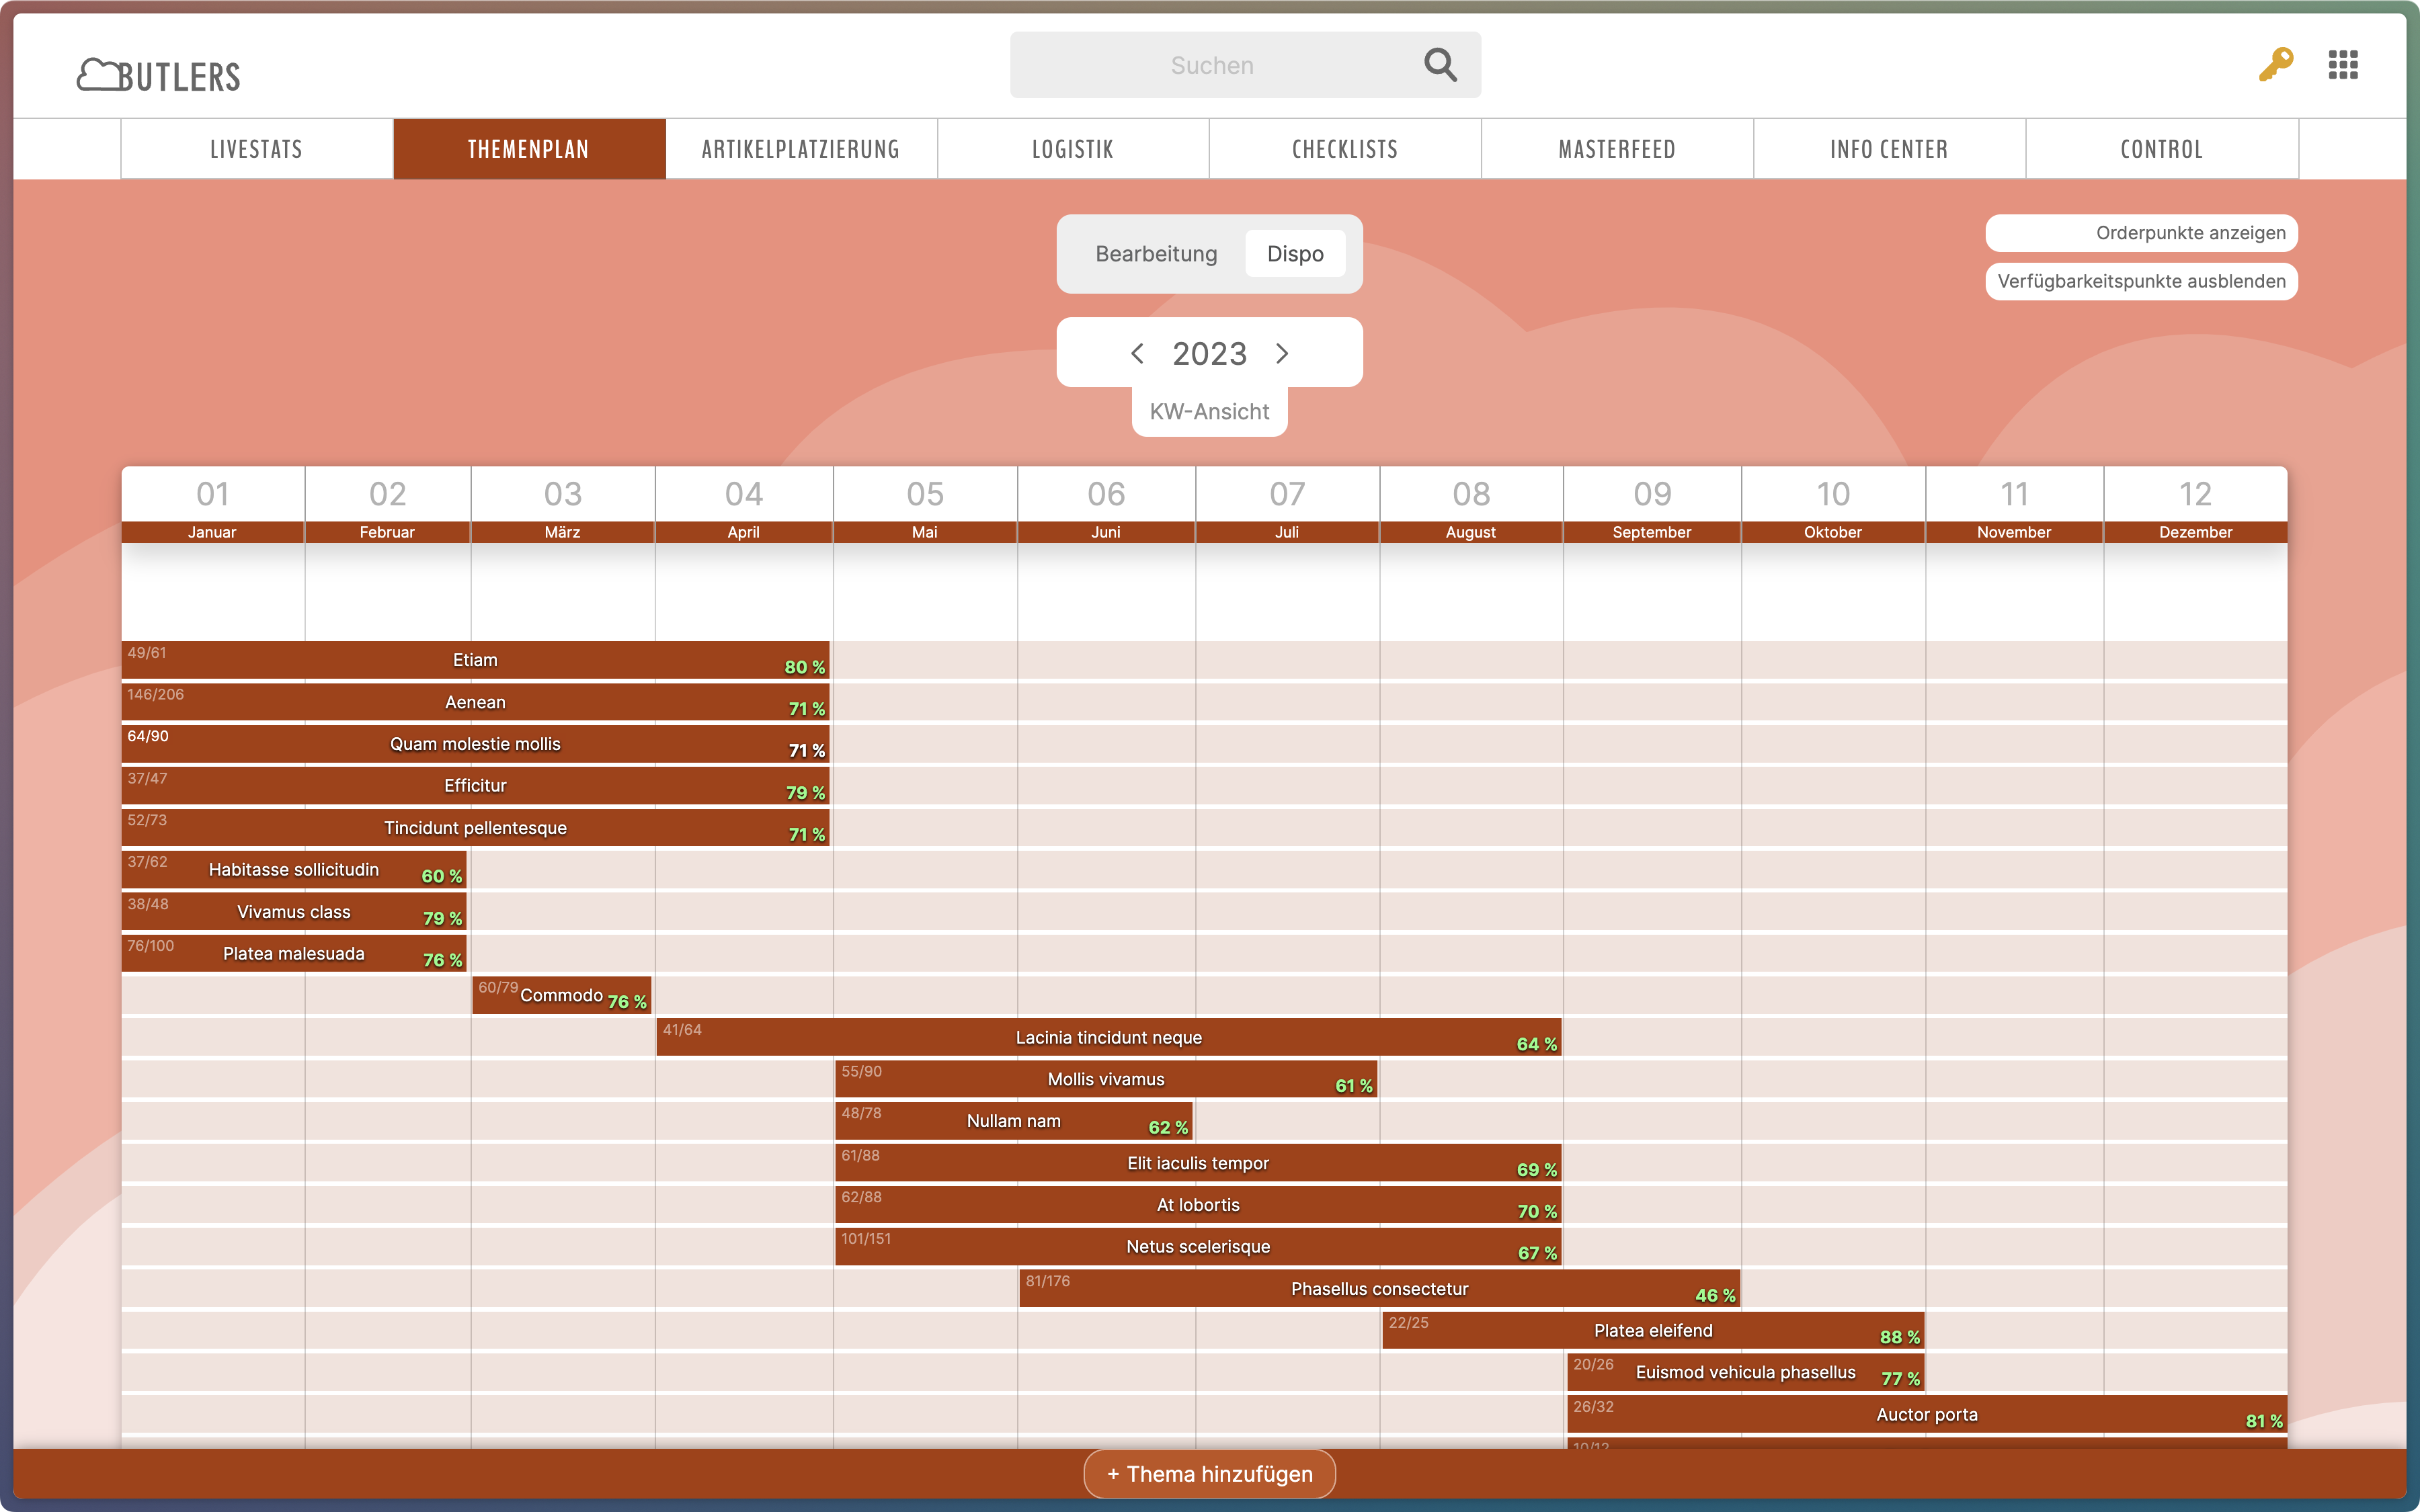 BUTLERS
Suchen
LIVESTATS THEMENPLAN ARTIKELPLATZIERUNG LOGISTIK CHECKLISTS MASTERFEED INFO CENTER CONTROL
Bearbeitung Dispo
Orderpunkte anzeigen
Verfügbarkeitspunkte ausblenden
< 2023 >
KW-Ansicht
01 02 03 04 05 06 07 08 09 10 11 12
Januar Februar März April Mai Juni Juli August September Oktober November Dezember
49/61 Etiam 80 %
146/206 Aenean 71 %
64/90 Quam molestie mollis 71 %
37/47 Efficitur 79 %
52/73 Tincidunt pellentesque 71 %
37/62 Habitasse sollicitudin 60 %
38/48 Vivamus class 79 %
76/100 Platea malesuada 76 %
60/79 Commodo 76 %
41/64 Lacinia tincidunt neque 64 %
55/90 Mollis vivamus 61 %
48/78 Nullam nam 62 %
61/88 Elit iaculis tempor 69 %
62/88 At lobortis 70 %
101/151 Netus scelerisque 67 %
81/176 Phasellus consectetur 46 %
22/25 Platea eleifend 88 %
20/26 Euismod vehicula phasellus 77 %
26/32 Auctor porta 81 %
+ Thema hinzufügen